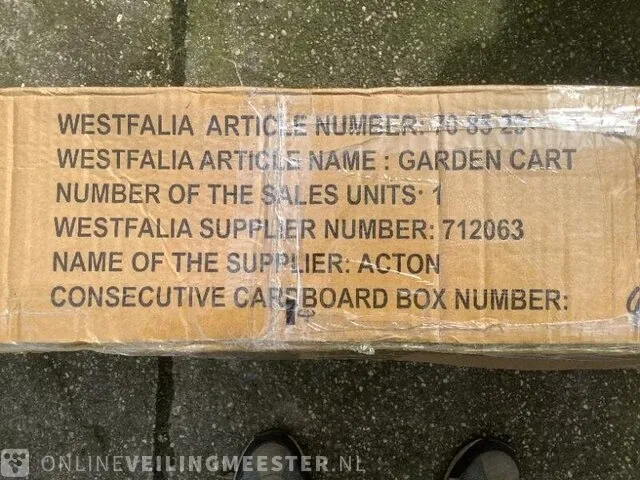 WESTFALIA ARTICLE NUMBER:
WESTFALIA ARTICLE NAME : GARDEN CART
NUMBER OF THE SALES UNITS: 1
WESTFALIA SUPPLIER NUMBER: 712063
NAME OF THE SUPPLIER: ACTON
CONSECUTIVE CARDBOARD BOX NUMBER:
ONLINEVEILINGMEESTER.NL